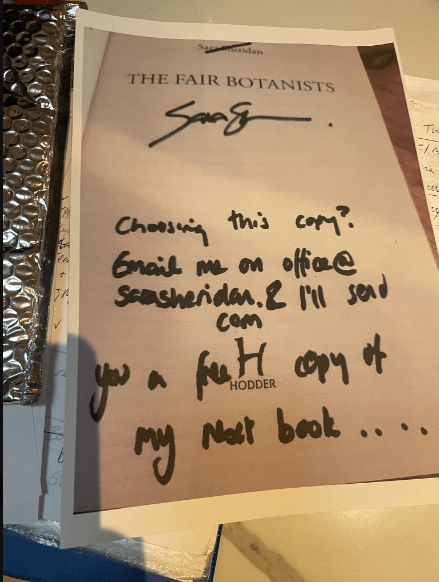 Sara Sheridan
THE FAIR BOTANISTS
Sara S
Choosing this copy?
Email me on office@
sarasheridan. & I'll send
com
you a free H copy of
HODDER
my next book ....